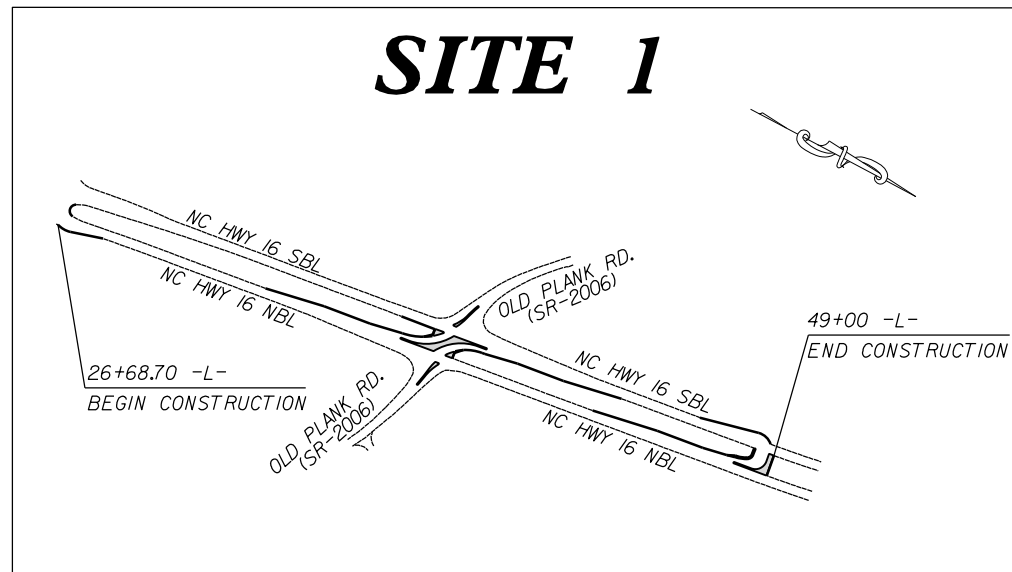 SITE 1
NC HWY 16 SBL
NC HWY 16 NBL
OLD PLANK RD.
(SR-2006)
49+00 -L-
END CONSTRUCTION
26+68.70 -L-
BEGIN CONSTRUCTION
OLD PLANK RD.
(SR-2006)
NC HWY 16 SBL
NC HWY 16 NBL